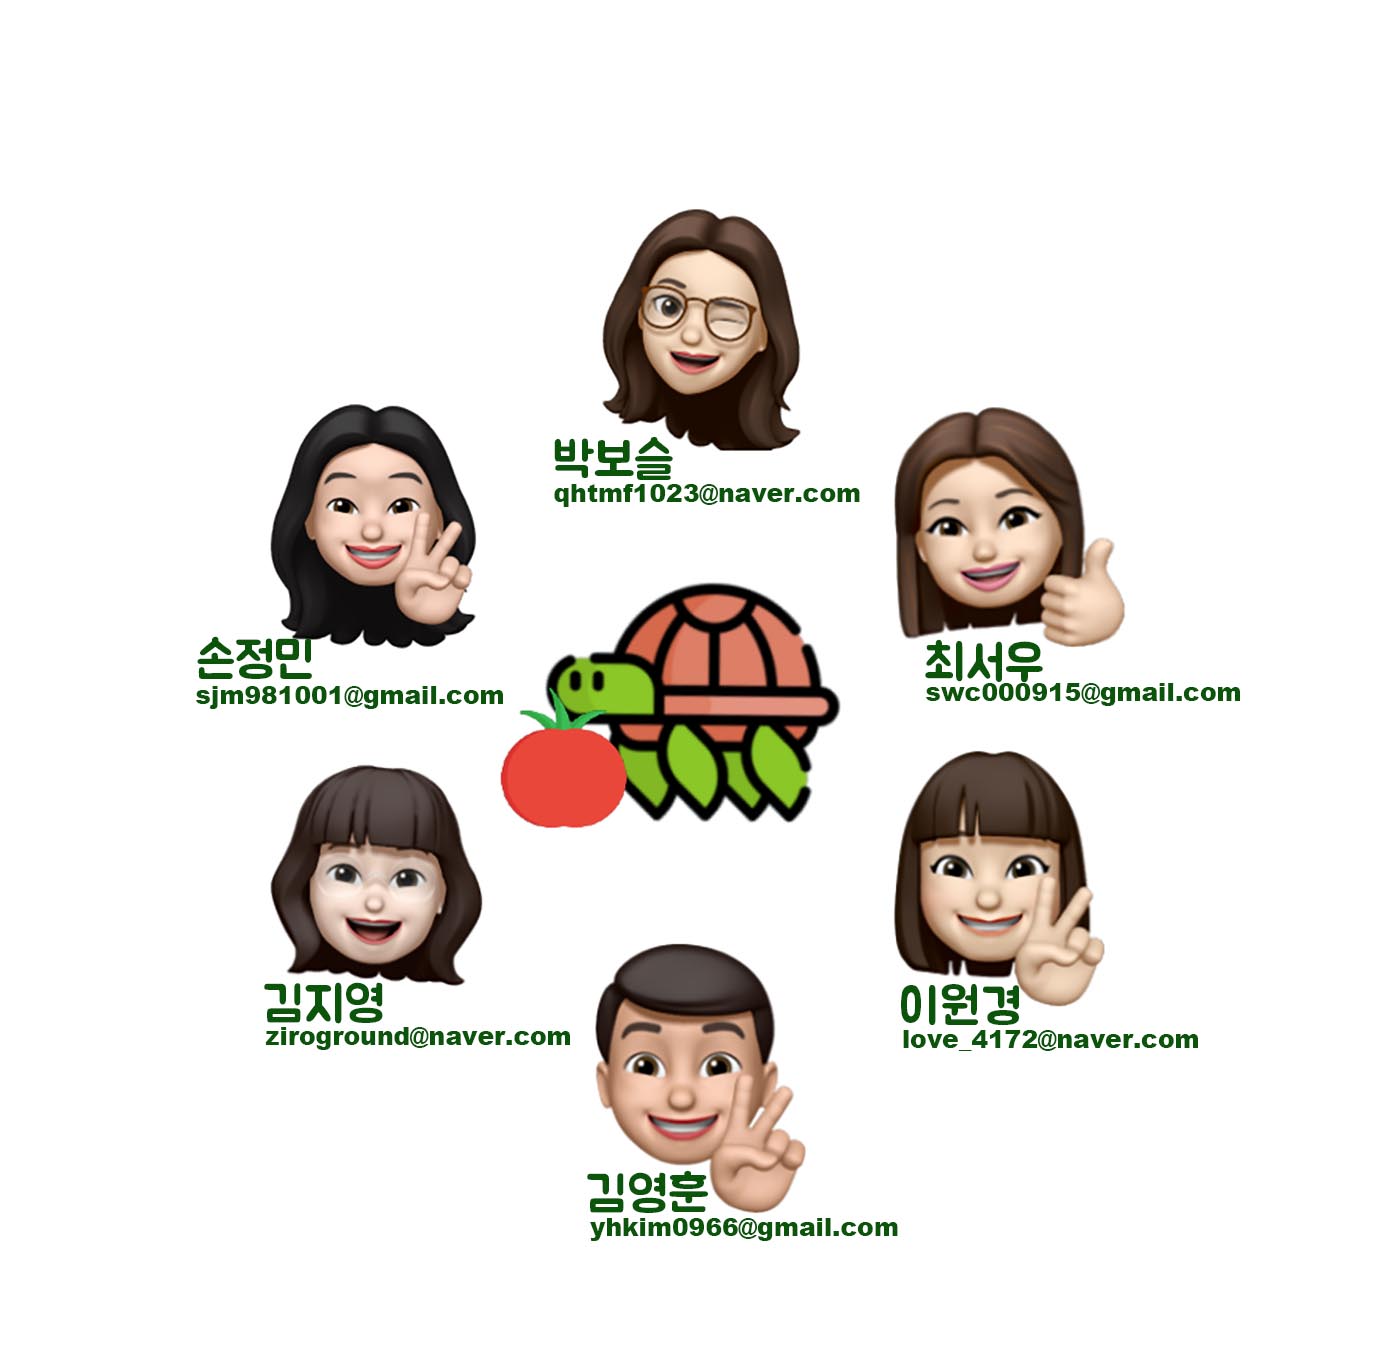 박보슬
qhtmf1023@naver.com
손정민
sjm981001@gmail.com
최서우
swc000915@gmail.com
김지영
ziroground@naver.com
이원경
love_4172@naver.com
김영훈
yhkim0966@gmail.com